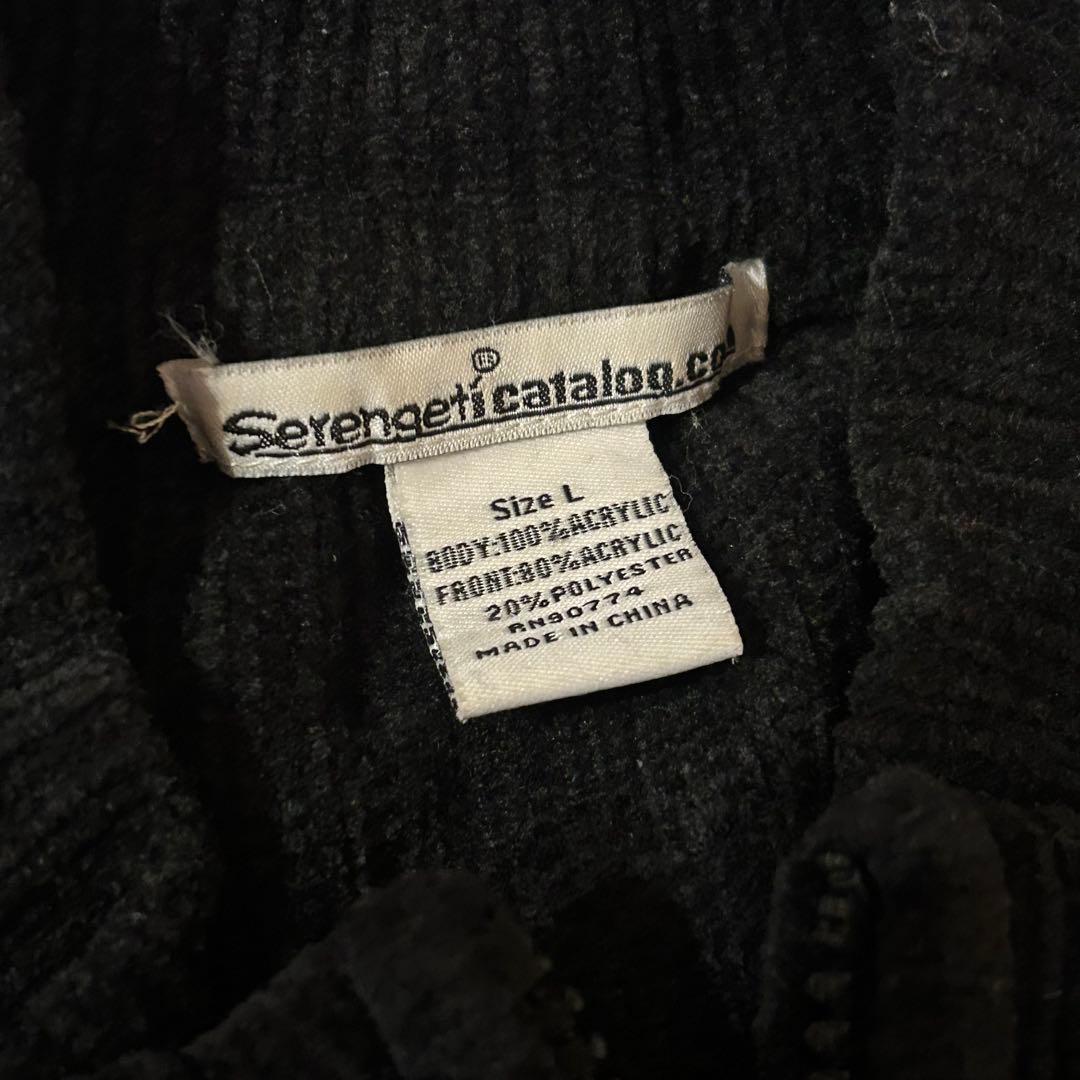 Serengeticatalog.co
®
Size L
BODY:100%ACRYLIC
FRONT:80%ACRYLIC
20%POLYESTER
RN90774
MADE IN CHINA